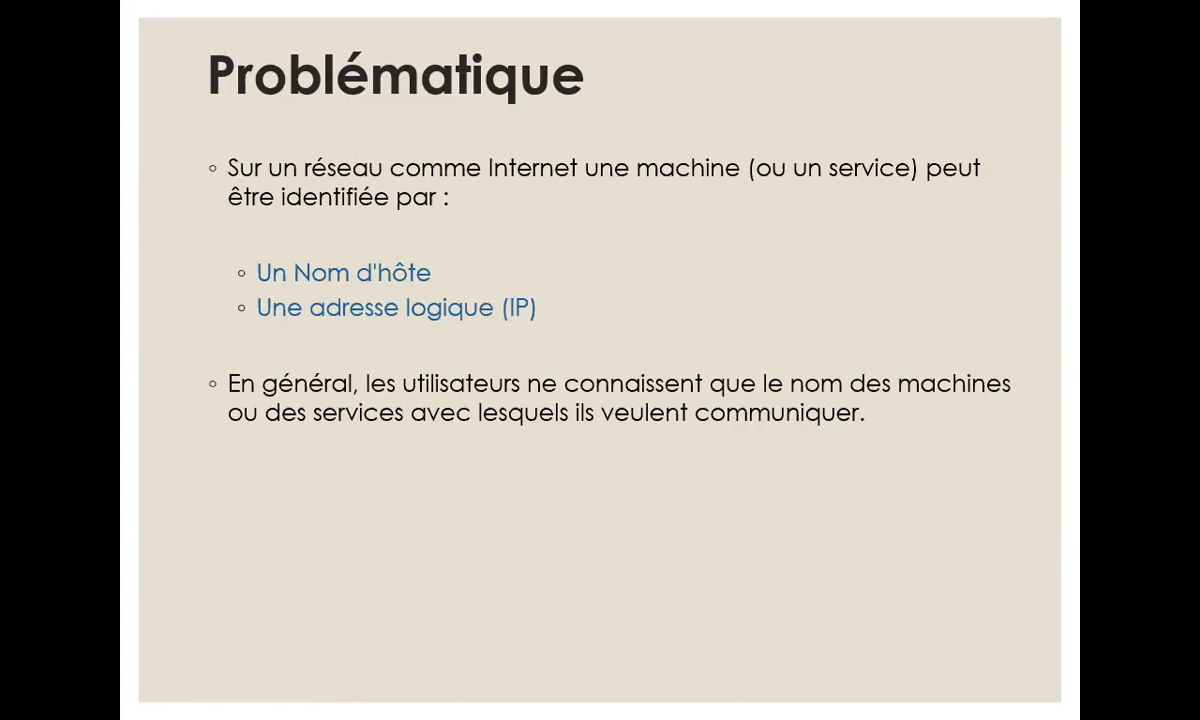 Problématique
◦ Sur un réseau comme Internet une machine (ou un service) peut
être identifiée par :
◦ Un Nom d'hôte
◦ Une adresse logique (IP)
◦ En général, les utilisateurs ne connaissent que le nom des machines
ou des services avec lesquels ils veulent communiquer.